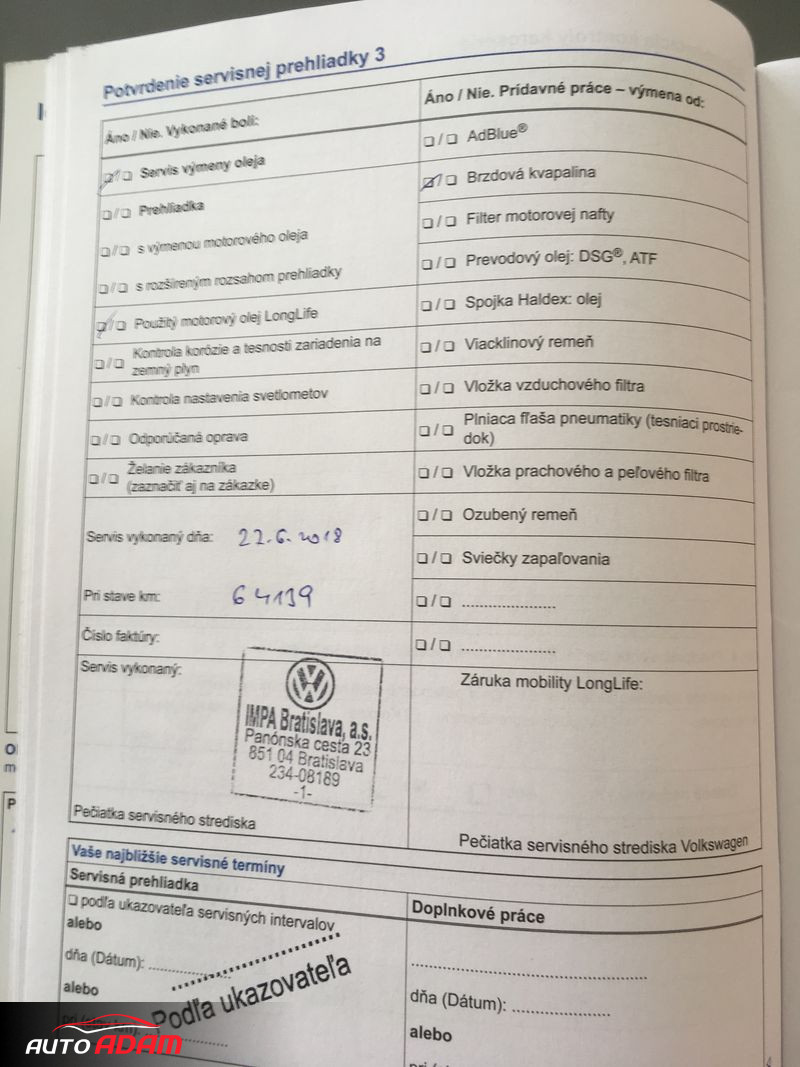 Potvrdenie servisnej prehliadky 3
Áno / Nie. Vykonané boli:
❏ / ❏ Servis výmeny oleja
❏ / ❏ Prehliadka
❏ / ❏ s výmenou motorového oleja
❏ / ❏ s rozšíreným rozsahom prehliadky
❏ / ❏ Použitý motorový olej LongLife
❏ / ❏ Kontrola korózie a tesnosti zariadenia na
zemný plyn
❏ / ❏ Kontrola nastavenia svetlometov
❏ / ❏ Odporúčaná oprava
❏ / ❏ Želanie zákazníka
(zaznačiť aj na zákazke)
Servis vykonaný dňa: 22.6.2018
Pri stave km: 64139
Číslo faktúry:
Servis vykonaný:
IMPA Bratislava, a.s.
Panónska cesta 23
851 04 Bratislava
234-08189
-1-
Pečiatka servisného strediska
Áno / Nie. Prídavné práce – výmena od:
❏ / ❏ AdBlue®
❏ / ❏ Brzdová kvapalina
❏ / ❏ Filter motorovej nafty
❏ / ❏ Prevodový olej: DSG®, ATF
❏ / ❏ Spojka Haldex: olej
❏ / ❏ Viacklinový remeň
❏ / ❏ Vložka vzduchového filtra
❏ / ❏ Plniaca fľaša pneumatiky (tesniaci prostrie-
dok)
❏ / ❏ Vložka prachového a peľového filtra
❏ / ❏ Ozubený remeň
❏ / ❏ Sviečky zapaľovania
❏ / ❏ .....................
❏ / ❏ .....................
Záruka mobility LongLife:
Pečiatka servisného strediska Volkswagen
Vaše najbližšie servisné termíny
Servisná prehliadka
❏ podľa ukazovateľa servisných intervalov
alebo
dňa (Dátum): ..................
alebo
Podľa ukazovateľa
Doplnkové práce
dňa (Dátum): ......................
alebo
AUTO ADAM